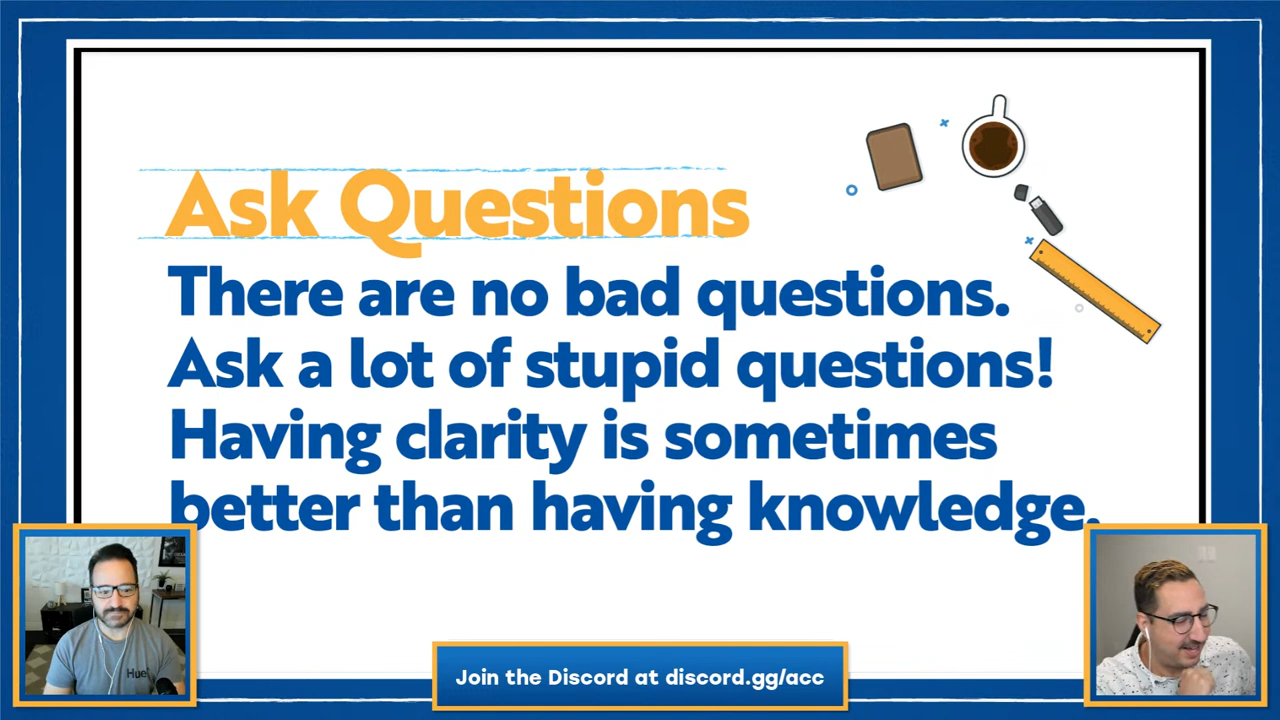 Ask Questions
There are no bad questions.
Ask a lot of stupid questions!
Having clarity is sometimes
better than having knowledge.
Hue
Join the Discord at discord.gg/acc